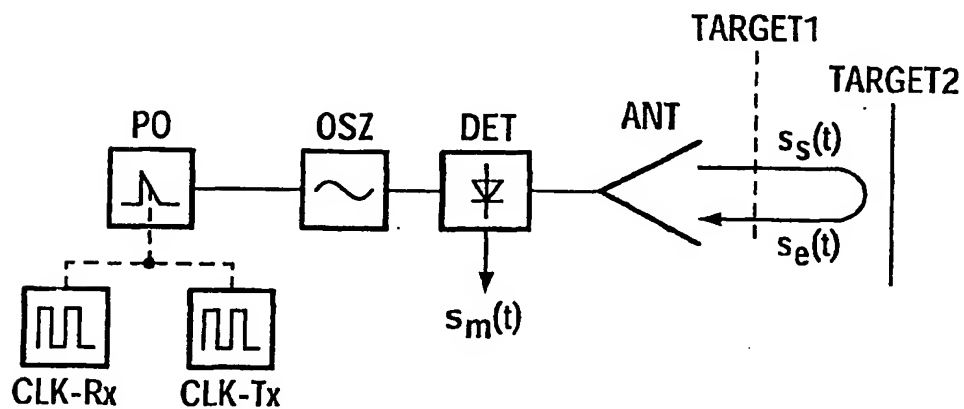 TARGET1
TARGET2
PO
OSZ
DET
ANT
s_s(t)
s_e(t)
s_m(t)
CLK-Rx
CLK-Tx